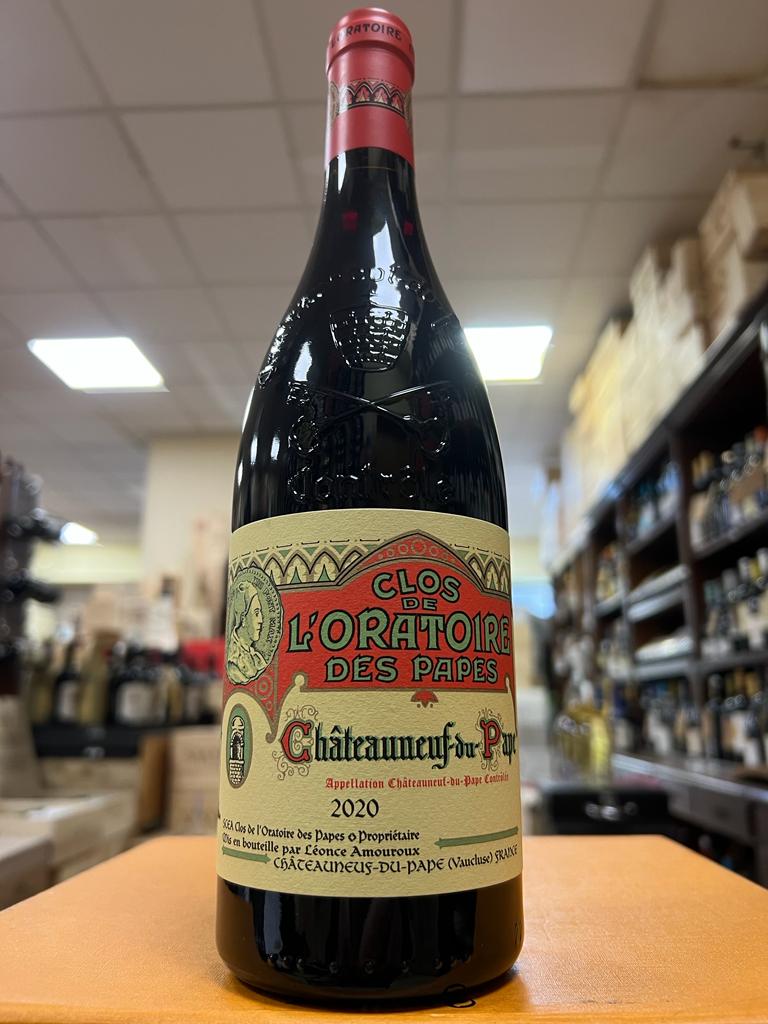 L'ORATOIRE
Contrôlé
CLOS
DE
L'ORATOIRE
DES PAPES
Châteauneuf-du-Pape
Appellation Châteauneuf-du-Pape Contrôlée
2020
SCEA Clos de l'Oratoire des Papes o Propriétaire
Mis en bouteille par Léonce Amouroux
CHÂTEAUNEUF-DU-PAPE (Vaucluse) FRANCE